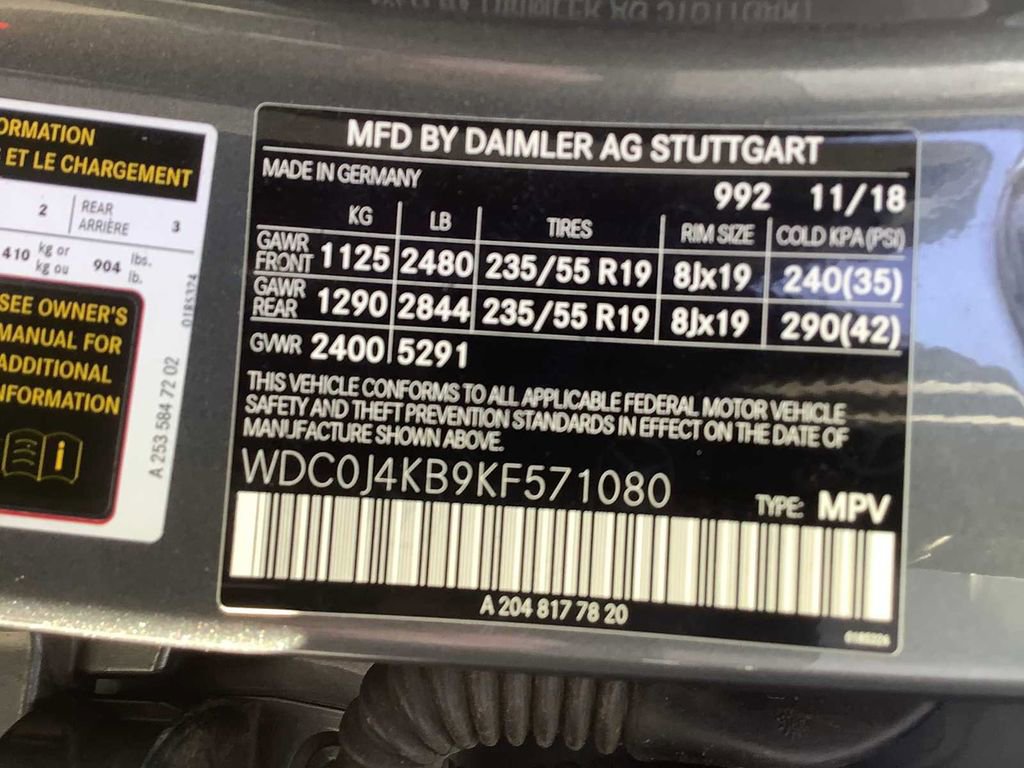 MFD BY DAIMLER AG STUTTGART
MADE IN GERMANY
992 11/18
KG LB TIRES RIM SIZE COLD KPA (PSI)
GAWR FRONT 1125 2480 235/55 R19 8Jx19 240(35)
GAWR REAR 1290 2844 235/55 R19 8Jx19 290(42)
GVWR 2400 5291
THIS VEHICLE CONFORMS TO ALL APPLICABLE FEDERAL MOTOR VEHICLE
SAFETY AND THEFT PREVENTION STANDARDS IN EFFECT ON THE DATE OF
MANUFACTURE SHOWN ABOVE.
WDC0J4KB9KF571080
TYPE: MPV
A 204 817 78 20
0185324
ORMATION
ET LE CHARGEMENT
2 REAR ARRIÈRE 3
410 kg or kg ou 904 lbs. lb.
SEE OWNER'S
MANUAL FOR
ADDITIONAL
INFORMATION
A 253 584 72 02
0185324